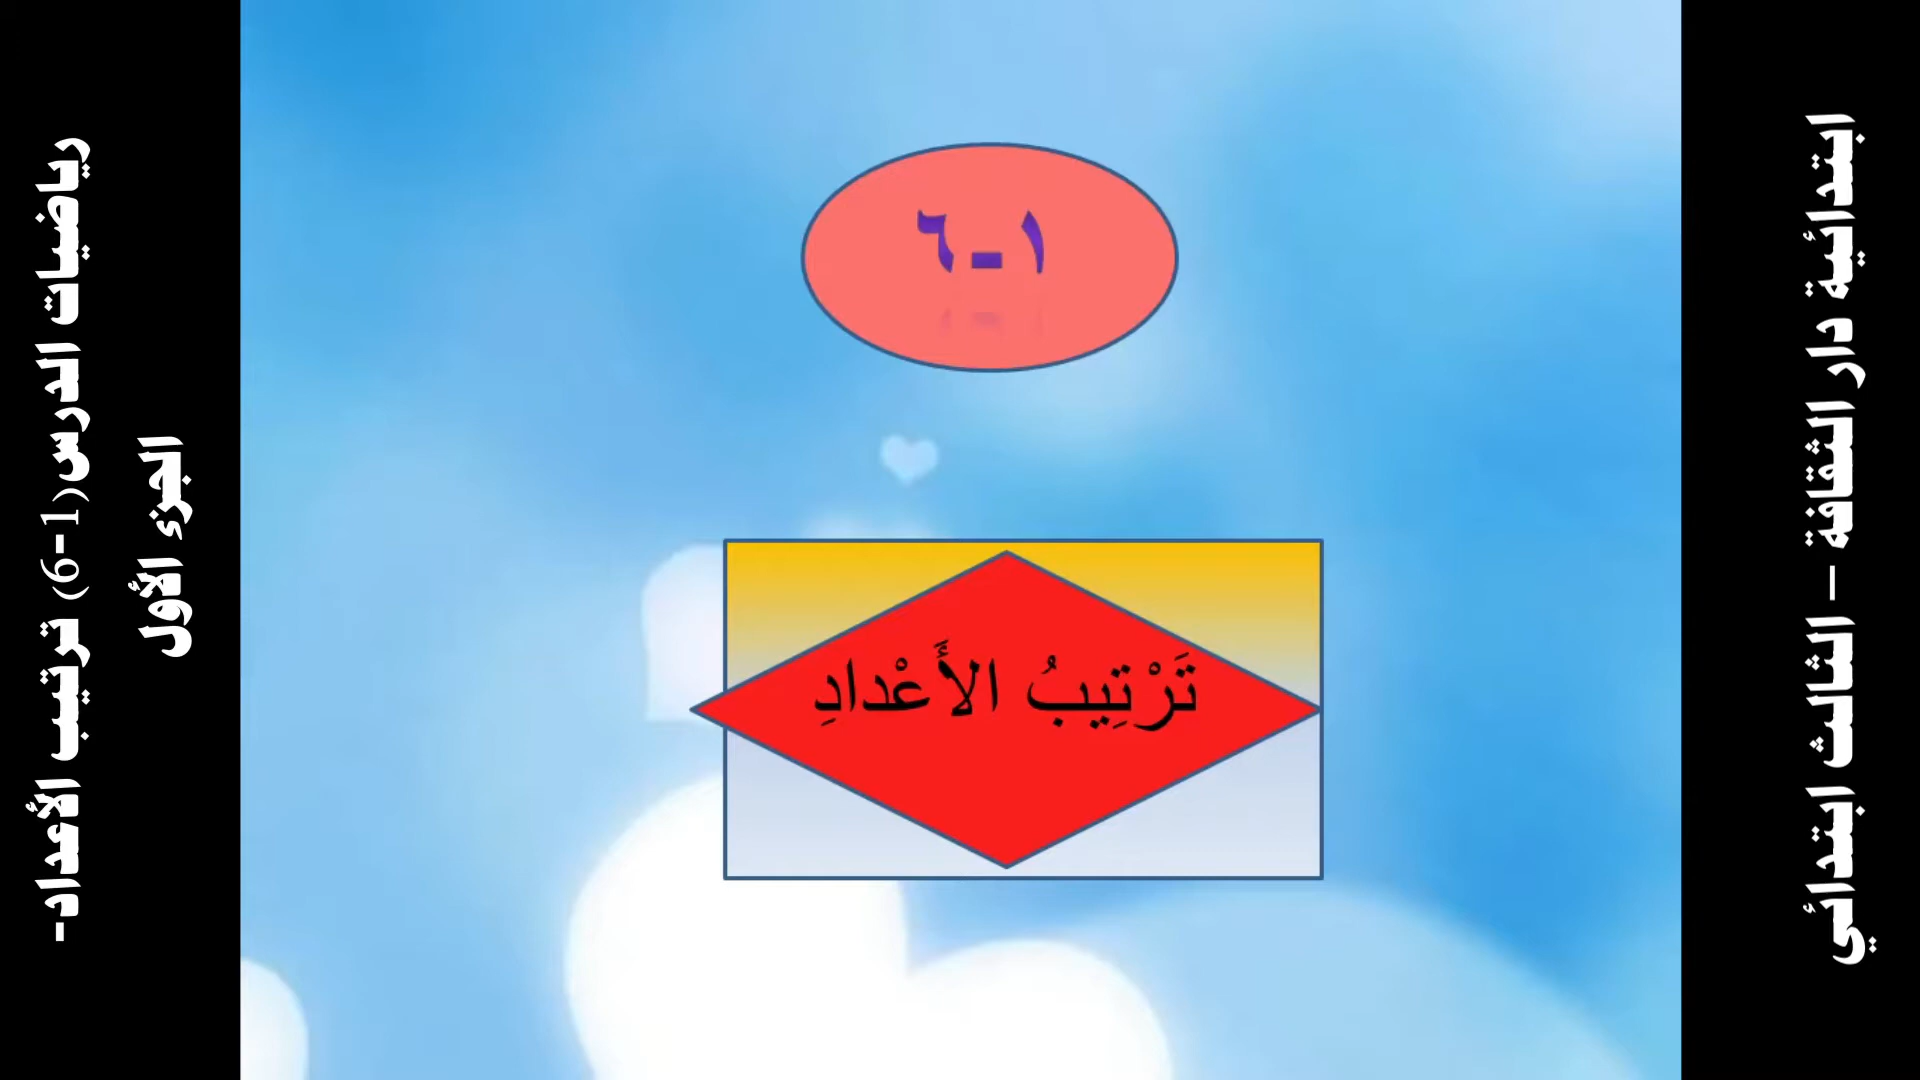 ابتدائية دار الثقافة – الثالث ابتدائي
١-٦
تَرْتِيبُ الأَعْدادِ
رياضيات الدرس(1-6) ترتيب الأعداد-
الجزء الأول